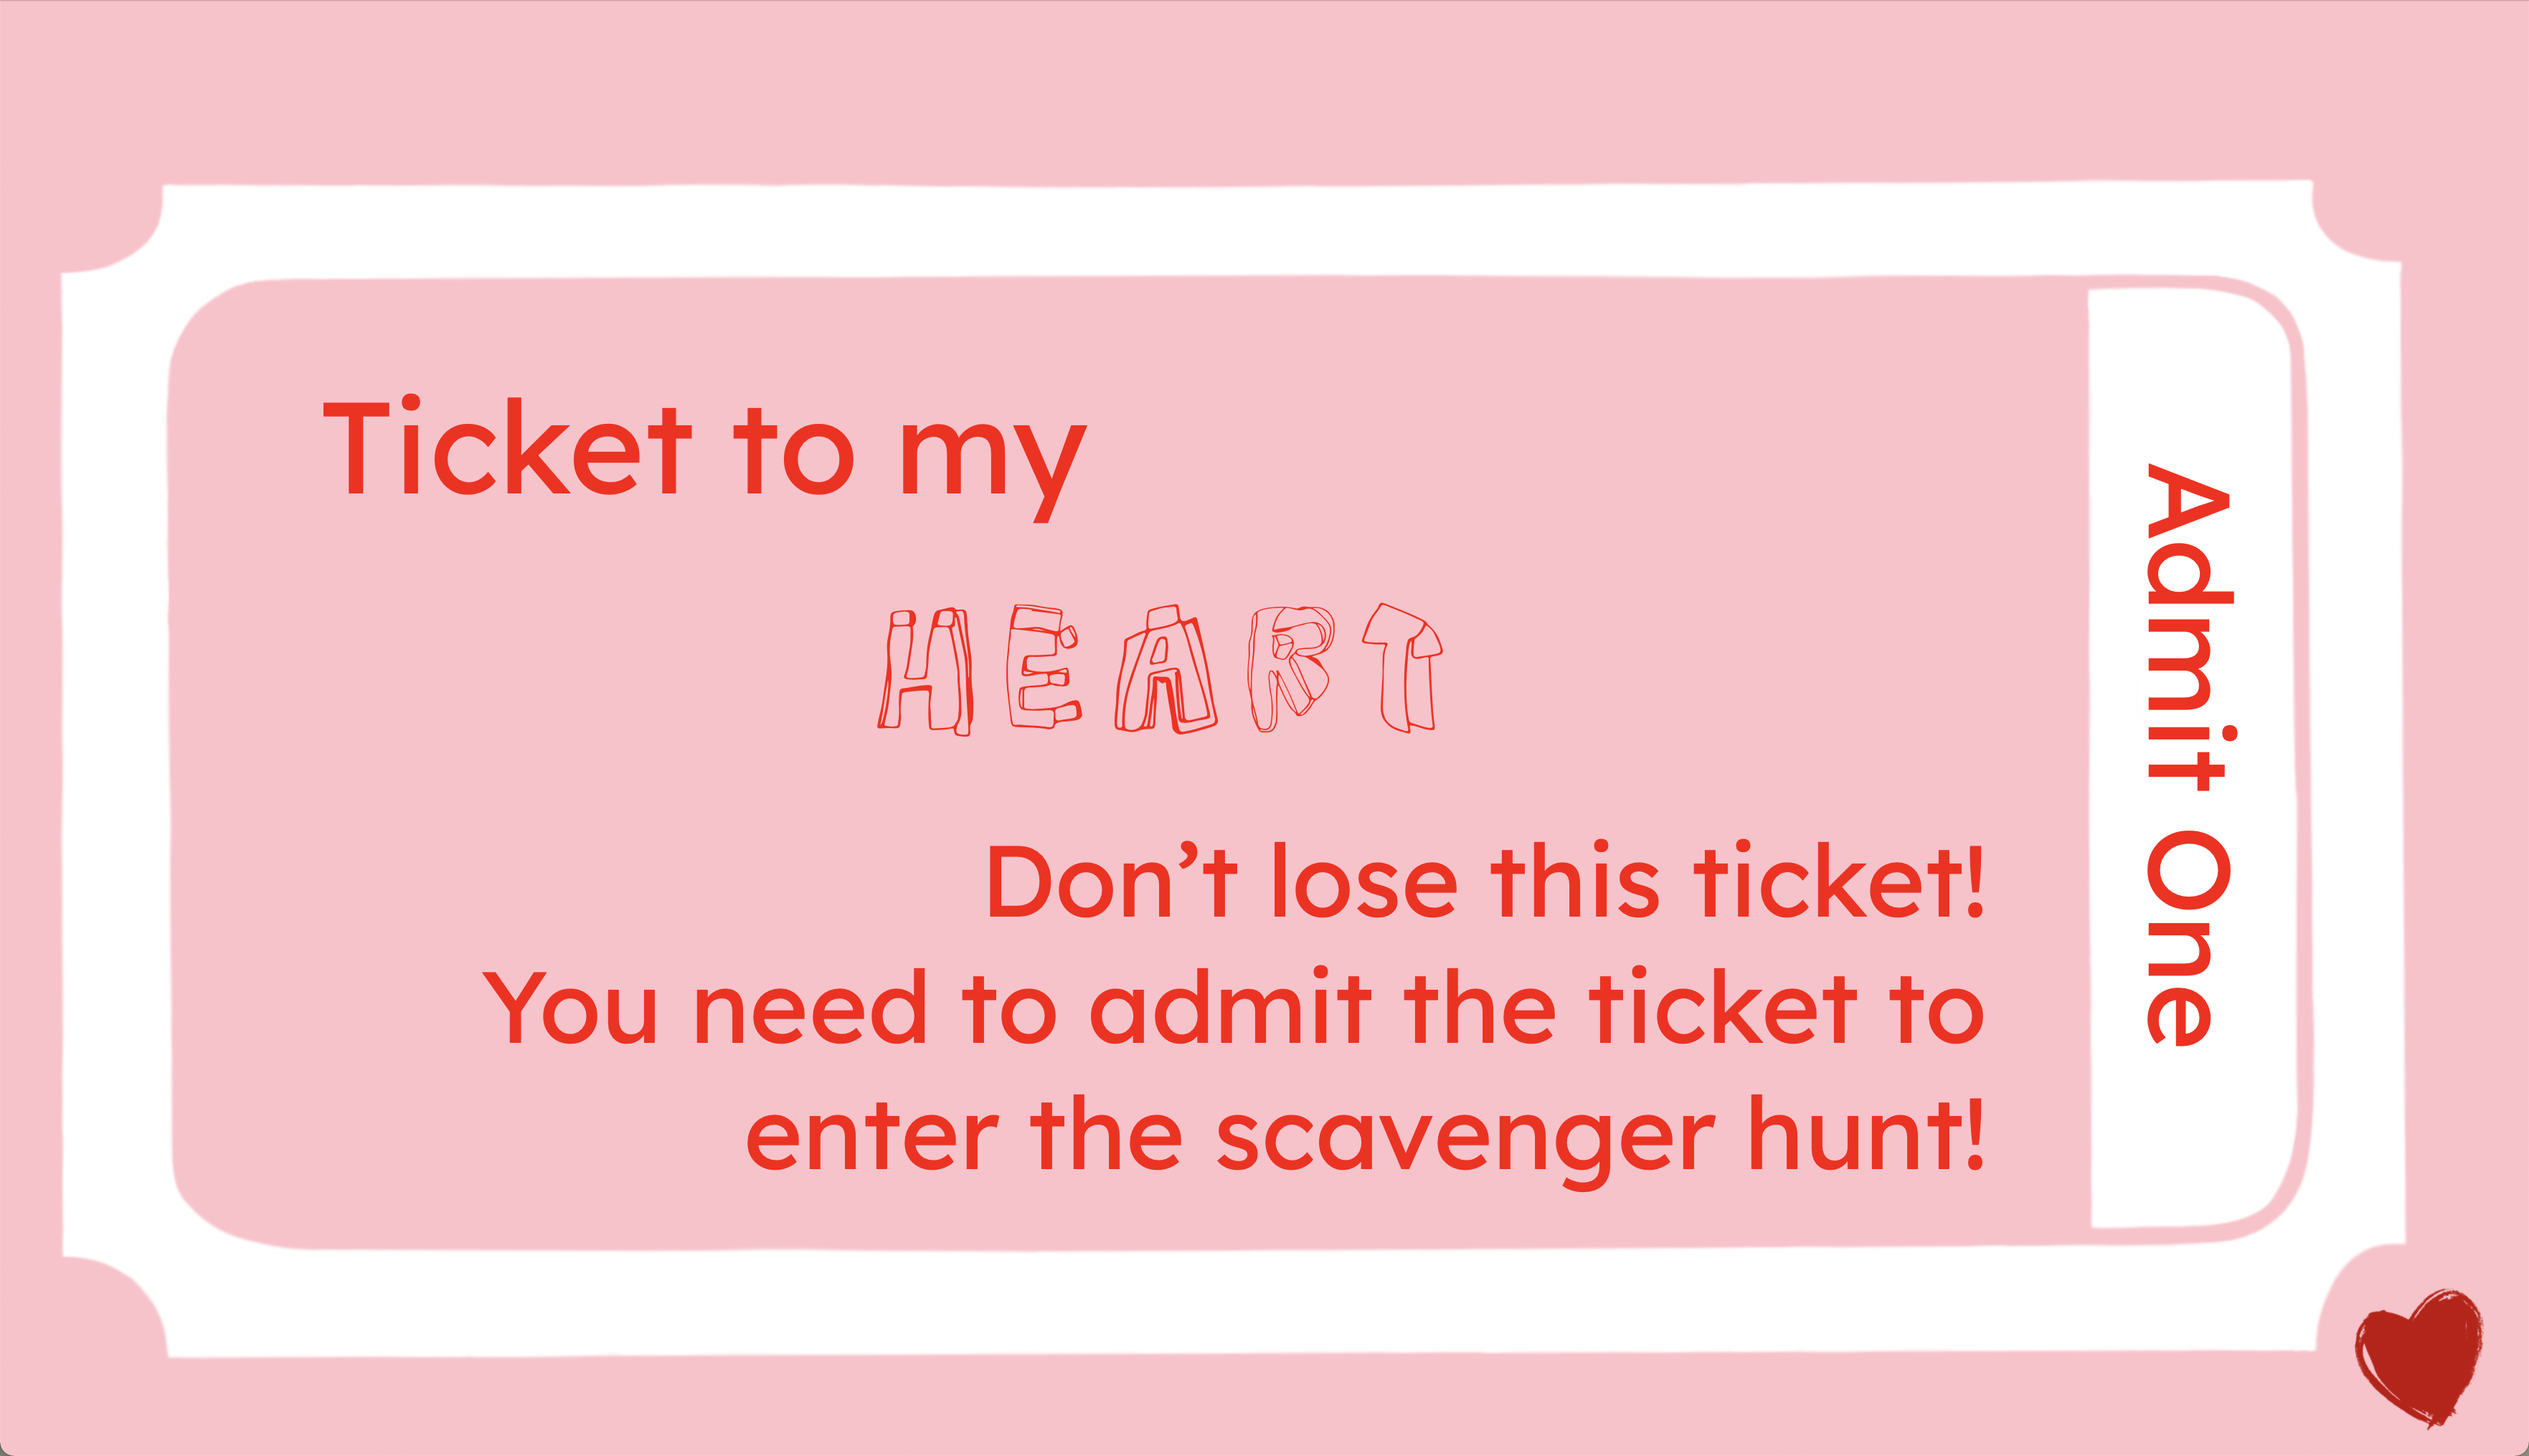 Ticket to my
HEART
Don’t lose this ticket!
You need to admit the ticket to
enter the scavenger hunt!
Admit One